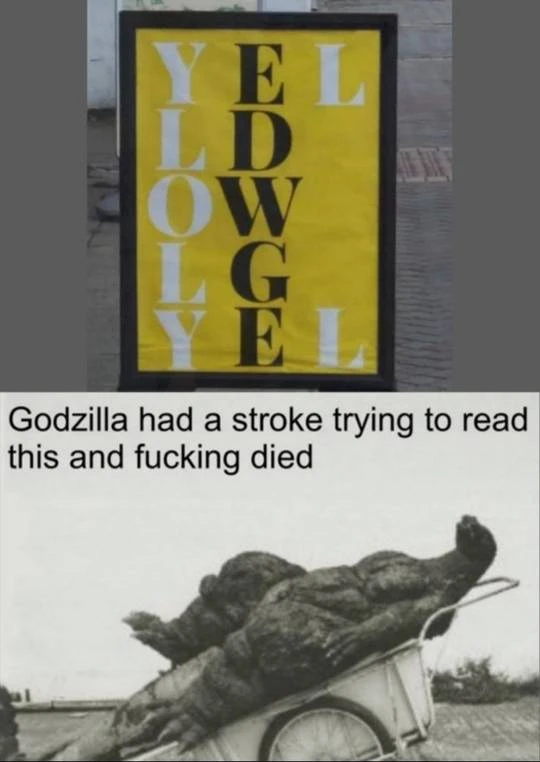 Y E L
L D
O W
L G
Y E L
Godzilla had a stroke trying to read
this and fucking died